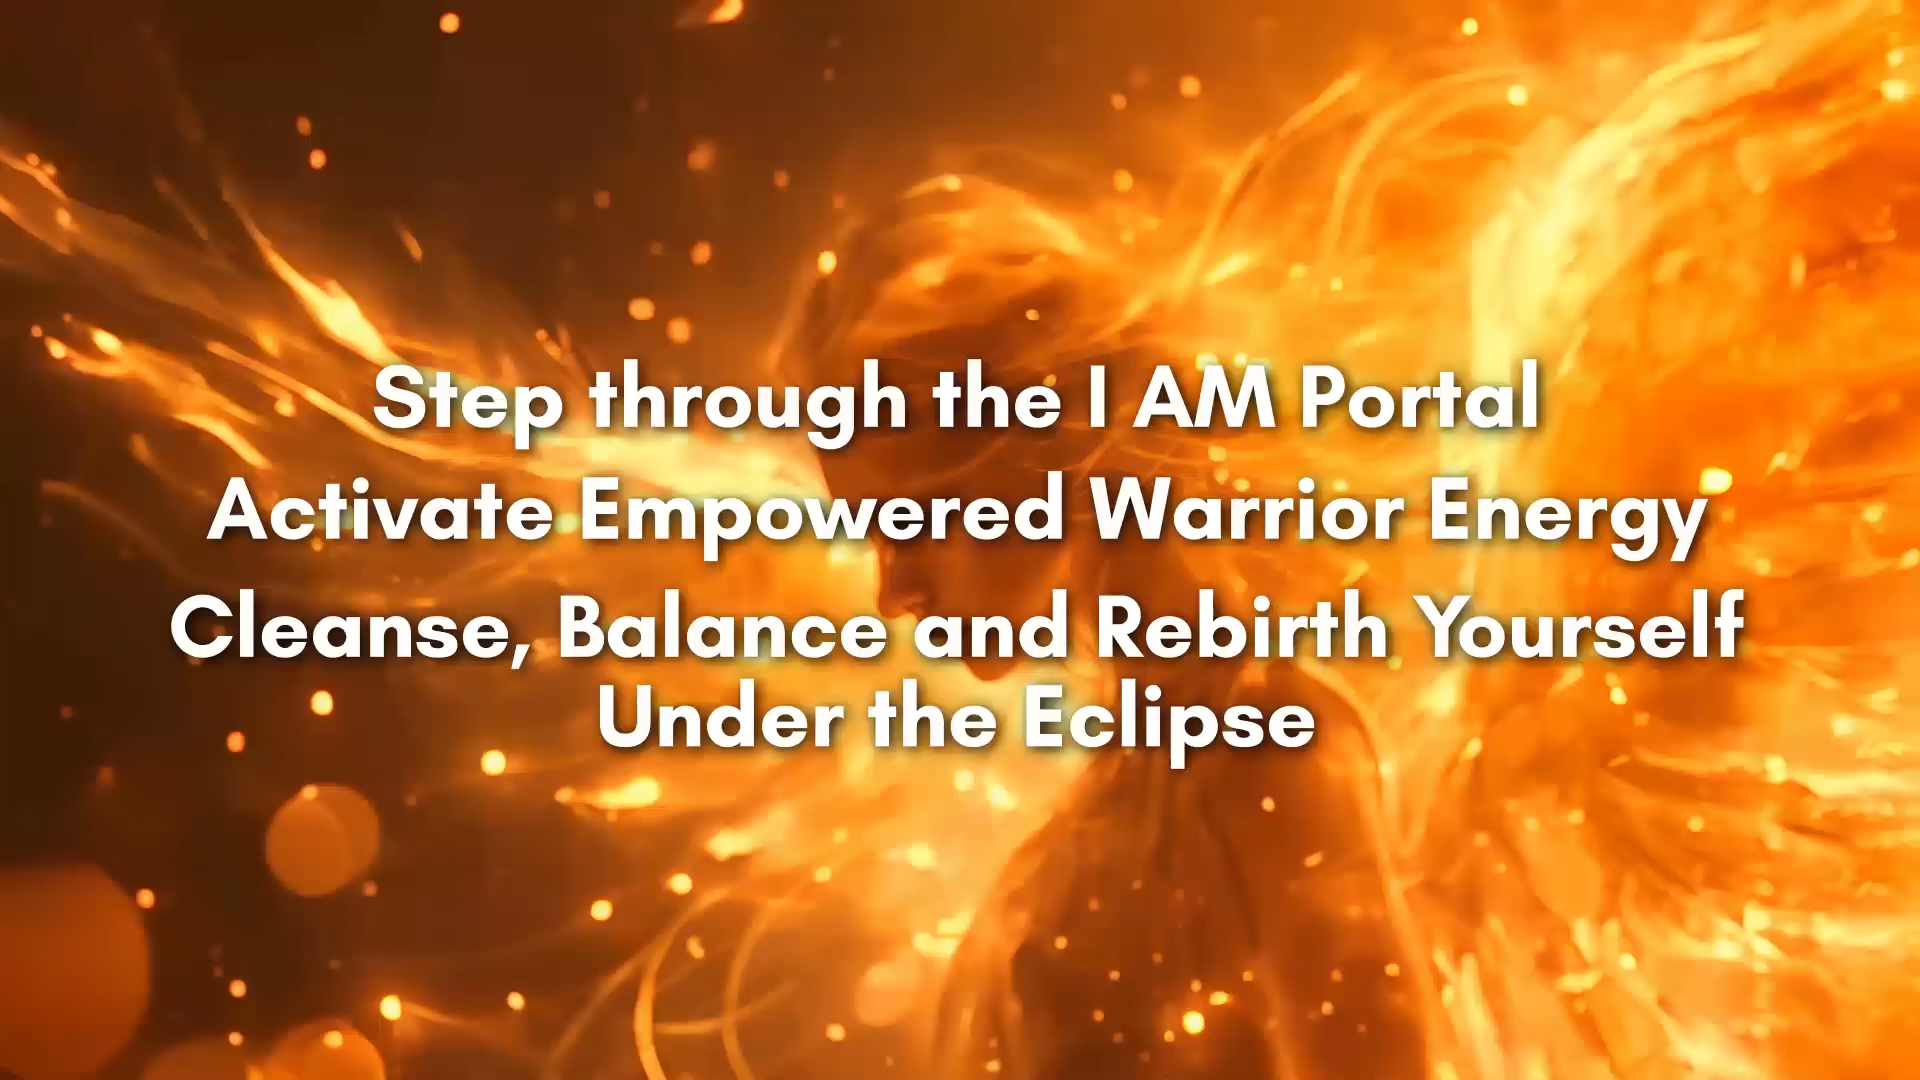 Step through the I AM Portal
Activate Empowered Warrior Energy
Cleanse, Balance and Rebirth Yourself
Under the Eclipse